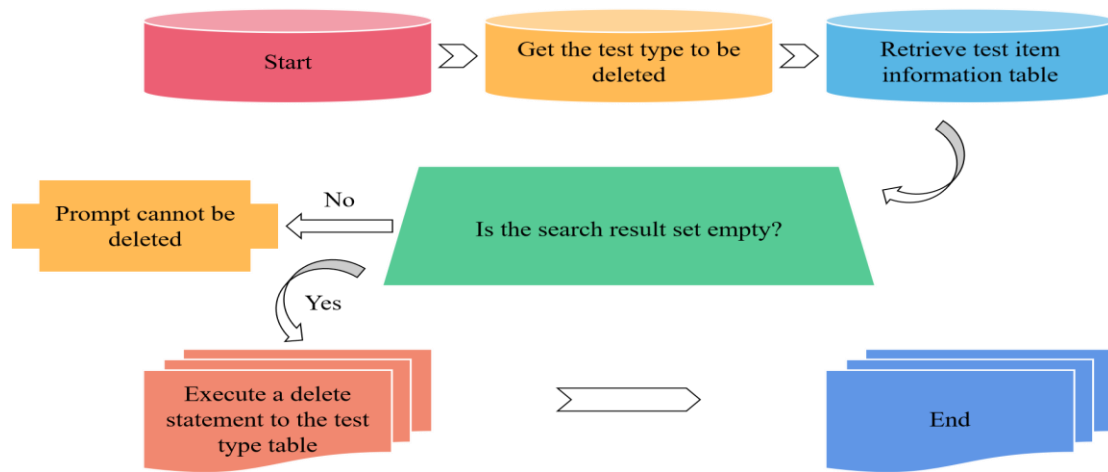 Start
Get the test type to be
deleted
Retrieve test item
information table
No
Prompt cannot be
deleted
Is the search result set empty?
Yes
Execute a delete
statement to the test
type table
End